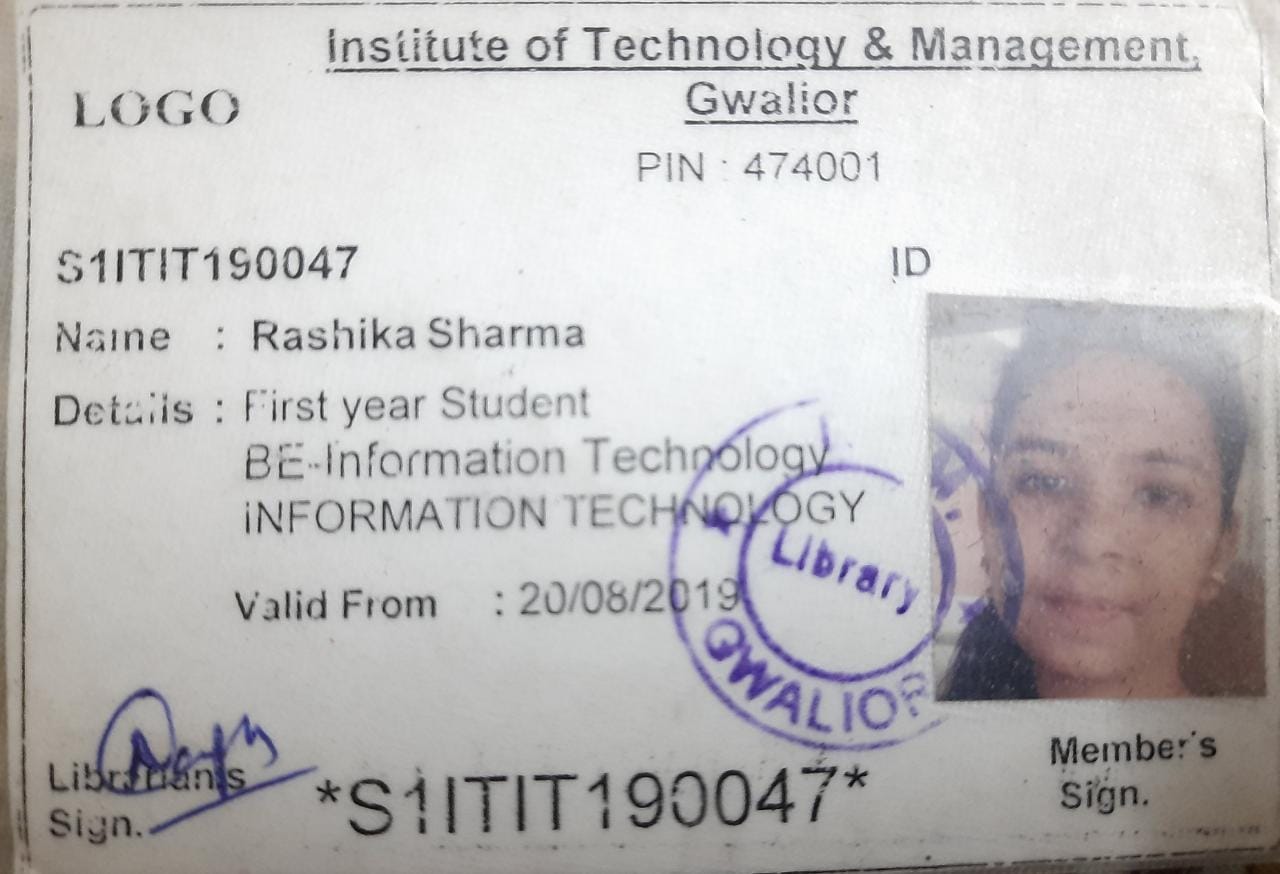 Institute of Technology & Management,
Gwalior
LOGO
PIN : 474001
S1ITIT190047
ID
Name : Rashika Sharma
Details : First year Student
BE-Information Technology
INFORMATION TECHNOLOGY
Valid From : 20/08/2019
Library
GWALIOR
Librarian's
Sign.
*S1ITIT190047*
Member's
Sign.